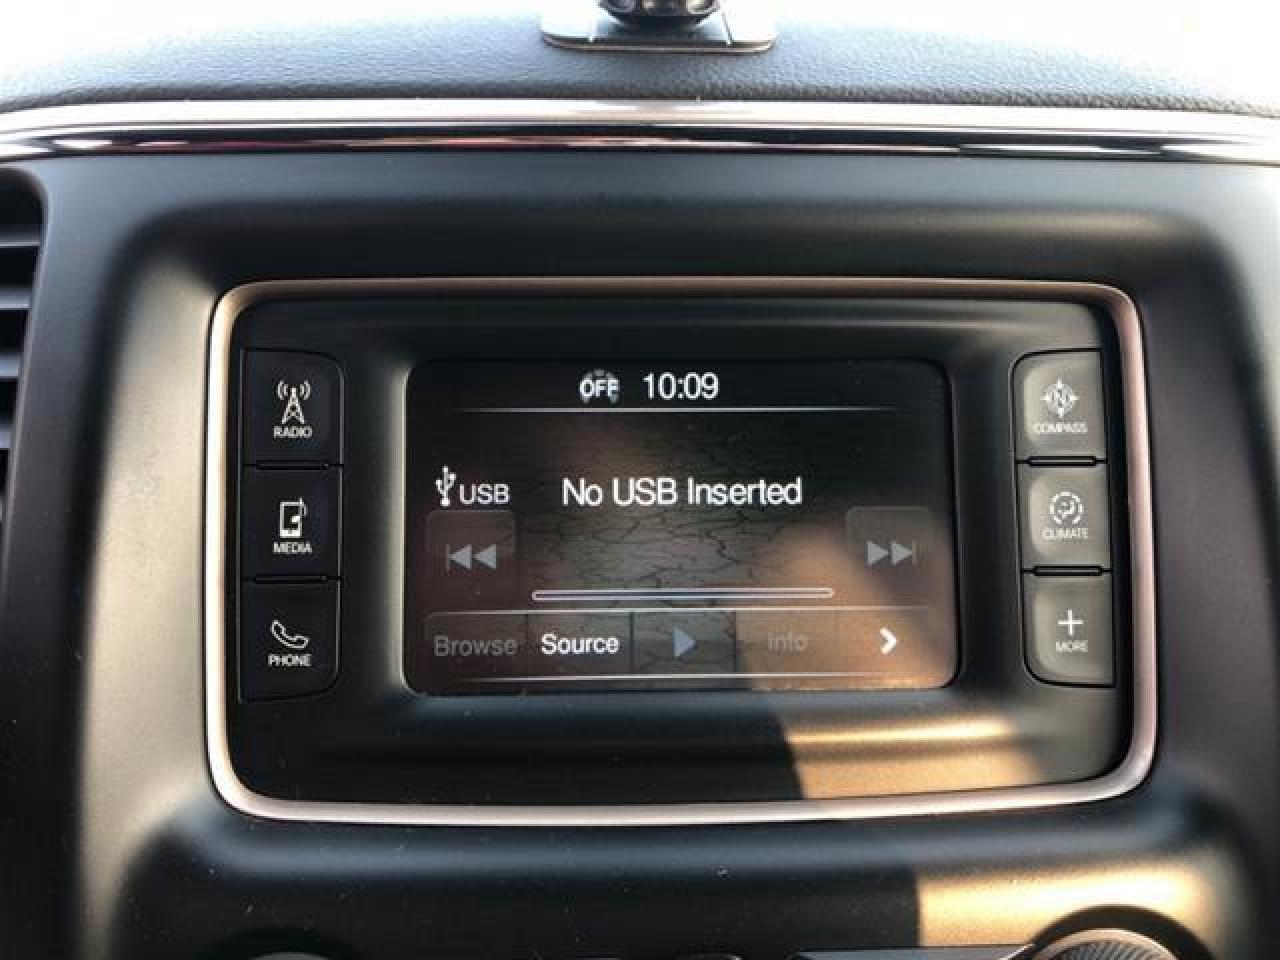 OFF 10:09
RADIO
COMPASS
USB No USB Inserted
MEDIA
CLIMATE
Browse Source Info
PHONE
MORE